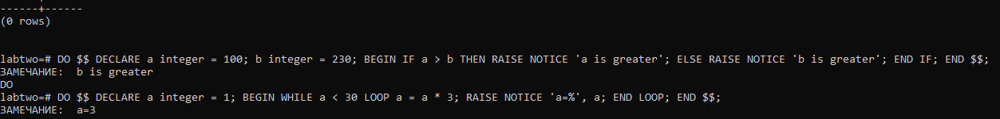 ------+------
(0 rows)
labtwo=# DO $$ DECLARE a integer = 100; b integer = 230; BEGIN IF a > b THEN RAISE NOTICE 'a is greater'; ELSE RAISE NOTICE 'b is greater'; END IF; END $$;
ЗАМЕЧАНИЕ:  b is greater
DO
labtwo=# DO $$ DECLARE a integer = 1; BEGIN WHILE a < 30 LOOP a = a * 3; RAISE NOTICE 'a=%', a; END LOOP; END $$;
ЗАМЕЧАНИЕ:  a=3